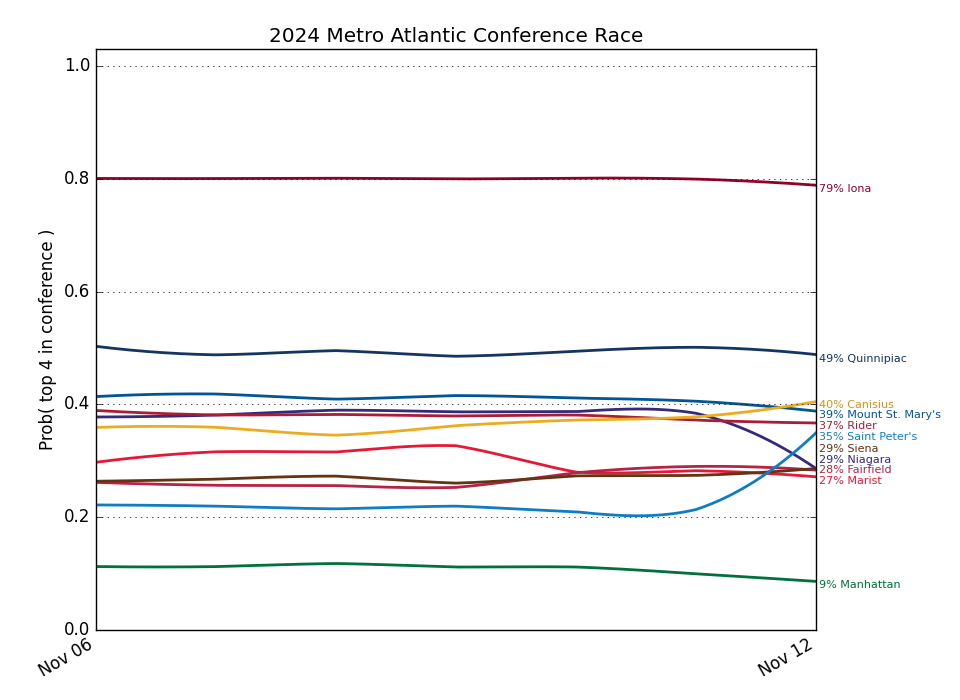 2024 Metro Atlantic Conference Race
Prob( top 4 in conference )
1.0
0.8
0.6
0.4
0.2
0.0
Nov 06
Nov 12
79% Iona
49% Quinnipiac
40% Canisius
39% Mount St. Mary's
37% Rider
35% Saint Peter's
29% Siena
29% Niagara
28% Fairfield
27% Marist
9% Manhattan